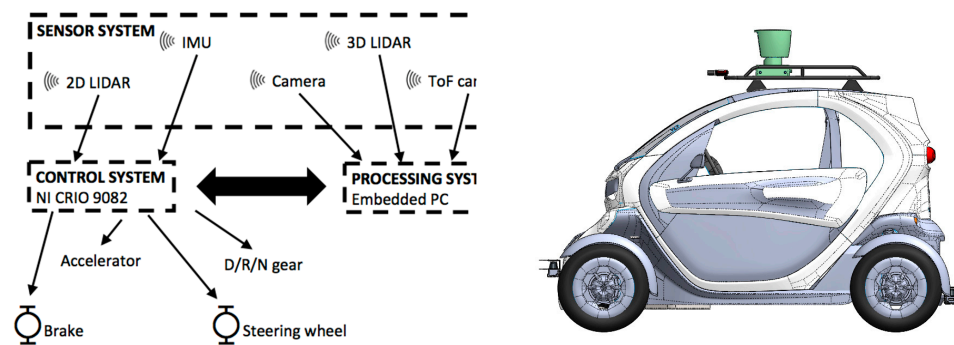 SENSOR SYSTEM
IMU
3D LIDAR
2D LIDAR
Camera
ToF
CONTROL SYSTEM
NI CRIO 9082
PROCESSING
Embedded PC
Accelerator
D/R/N gear
Brake
Steering wheel